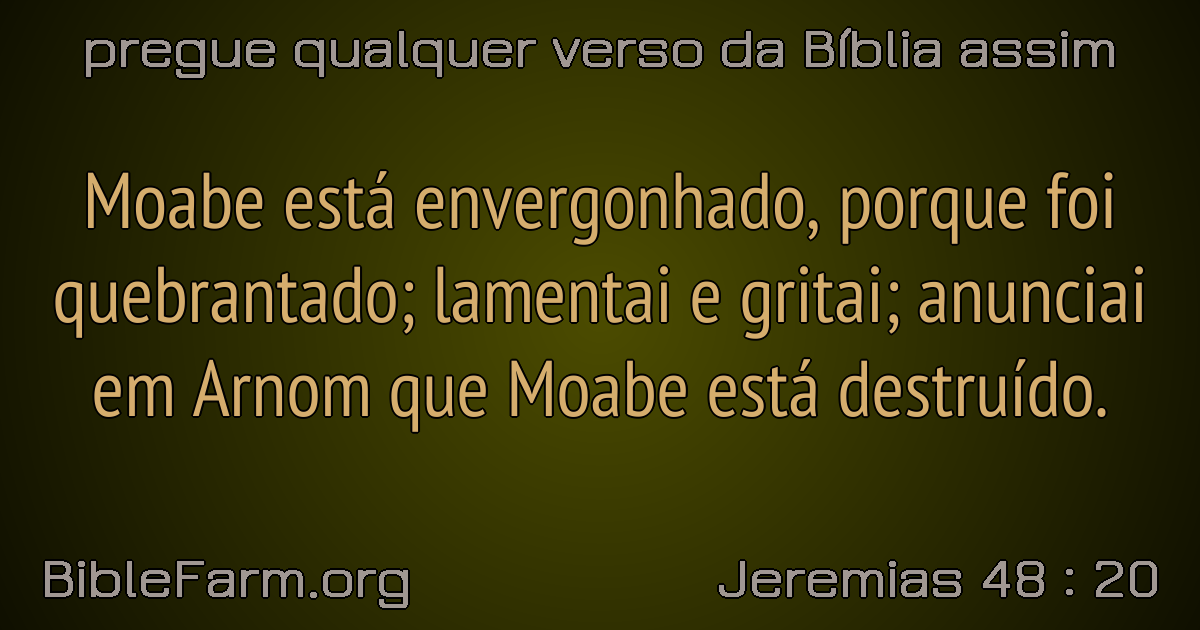 pregue qualquer verso da Bíblia assim
Moabe está envergonhado, porque foi
quebrantado; lamentai e gritai; anunciai
em Arnom que Moabe está destruído.
BibleFarm.org
Jeremias 48 : 20